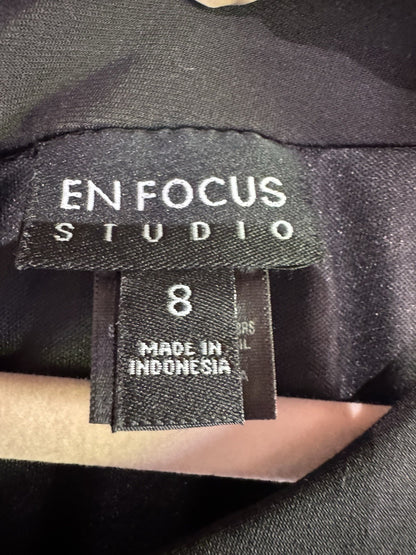 EN FOCUS
STUDIO
8
MADE IN
INDONESIA